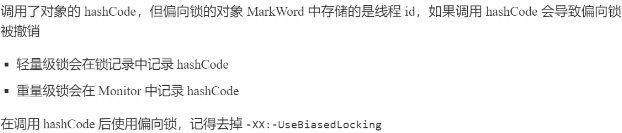 调用了对象的 hashCode，但偏向锁的对象 MarkWord 中存储的是线程 id，如果调用 hashCode 会导致偏向锁
被撤销
▪ 轻量级锁会在锁记录中记录 hashCode
▪ 重量级锁会在 Monitor 中记录 hashCode
在调用 hashCode 后使用偏向锁，记得去掉 -XX:-UseBiasedLocking